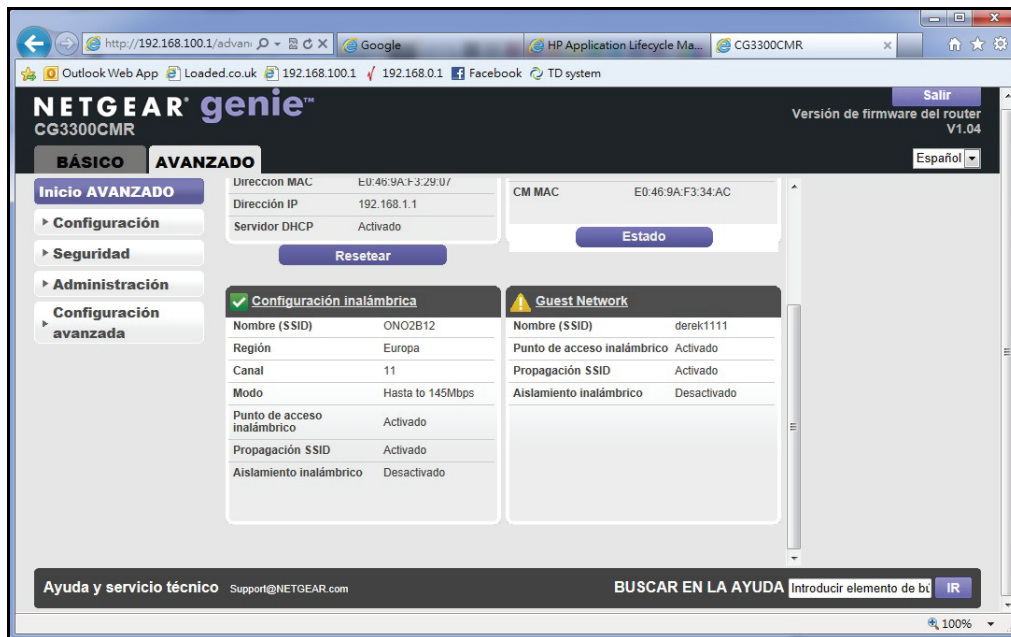 http://192.168.100.1/advan
Google
HP Application Lifecycle Ma...
CG3300CMR
Outlook Web App
Loaded.co.uk
192.168.100.1
192.168.0.1
Facebook
TD system
NETGEAR® genie™
CG3300CMR
Salir
Versión de firmware del router
V1.04
Español
BÁSICO
AVANZADO
Inicio AVANZADO
Configuración
Seguridad
Administración
Configuración
avanzada
Dirección MAC E0:46:9A:F3:29:07
Dirección IP 192.168.1.1
Servidor DHCP Activado
Resetear
CM MAC E0:46:9A:F3:34:AC
Estado
Configuración inalámbrica
Nombre (SSID) ONO2B12
Región Europa
Canal 11
Modo Hasta to 145Mbps
Punto de acceso
inalámbrico Activado
Propagación SSID Activado
Aislamiento inalámbrico Desactivado
Guest Network
Nombre (SSID) derek1111
Punto de acceso inalámbrico Activado
Propagación SSID Activado
Aislamiento inalámbrico Desactivado
Ayuda y servicio técnico Support@NETGEAR.com
BUSCAR EN LA AYUDA Introducir elemento de bú IR
100%